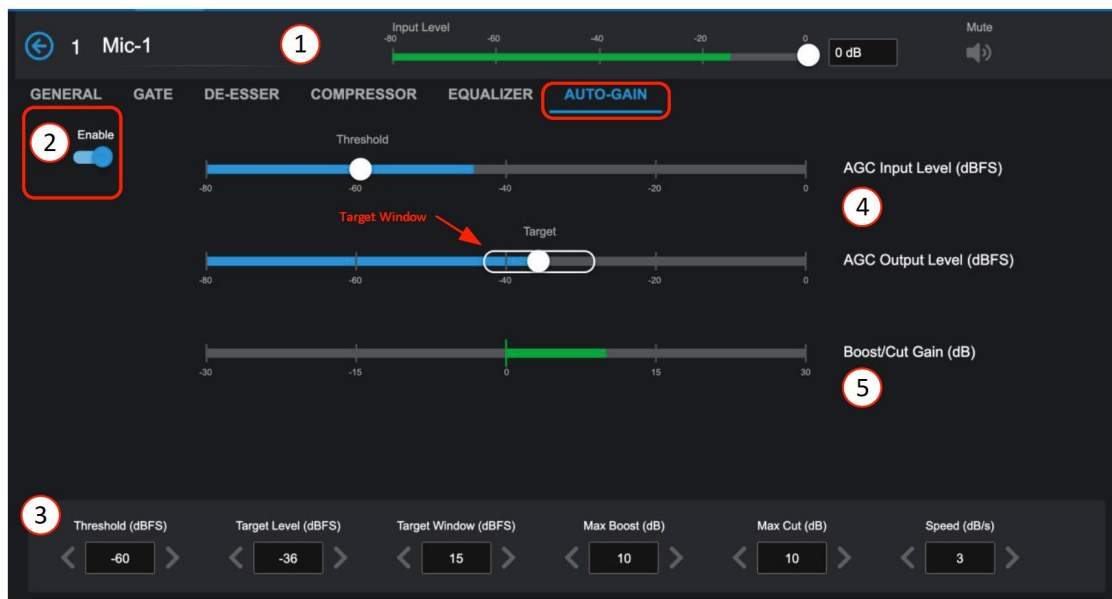 Input Level
Mute
1 Mic-1
1
-80 -60 -40 -20 0
0 dB
GENERAL GATE DE-ESSER COMPRESSOR EQUALIZER AUTO-GAIN
2
Enable
Threshold
AGC Input Level (dBFS)
-80 -60 -40 -20 0
4
Target Window
Target
AGC Output Level (dBFS)
-80 -60 -40 -20 0
Boost/Cut Gain (dB)
-30 -15 0 15 30
5
3
Threshold (dBFS) Target Level (dBFS) Target Window (dBFS) Max Boost (dB) Max Cut (dB) Speed (dB/s)
-60 -36 15 10 10 3